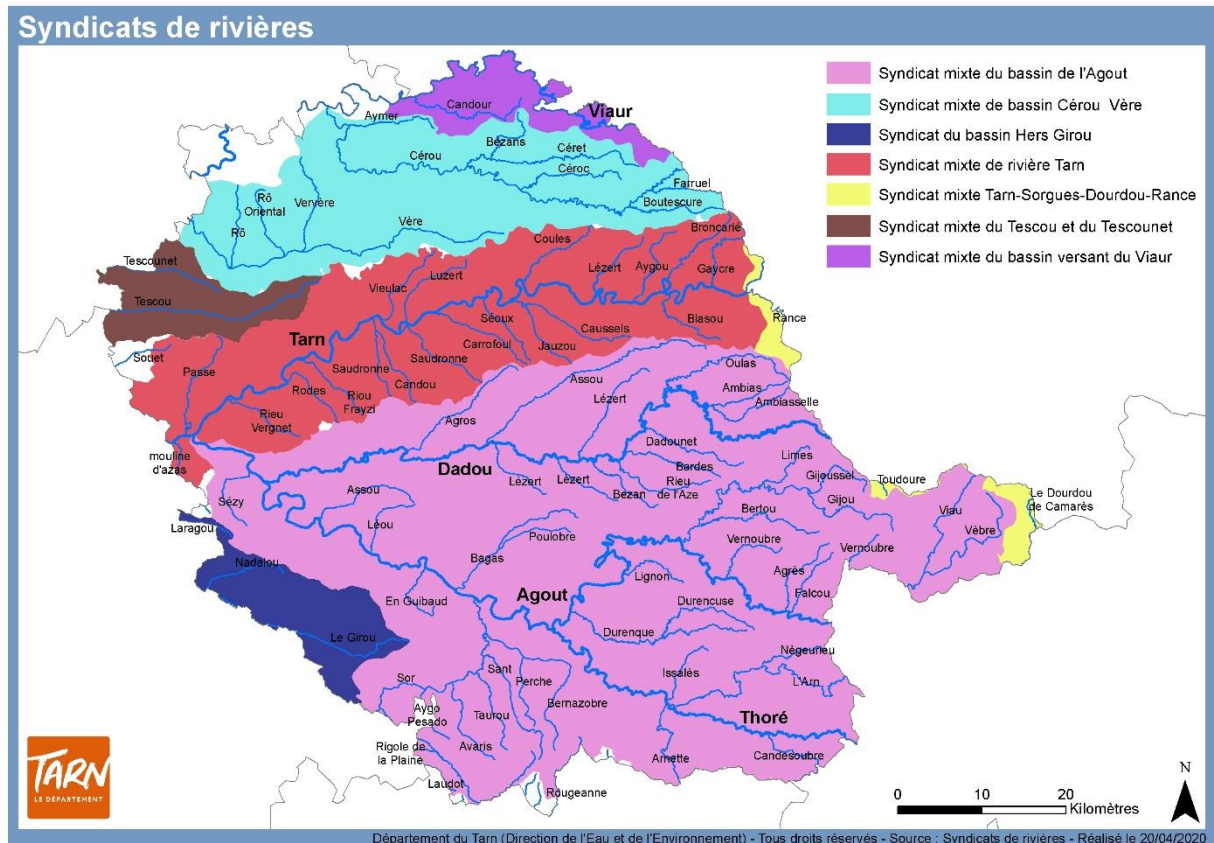 Syndicats de rivières
Syndicat mixte du bassin de l'Agout
Syndicat mixte de bassin Cérou Vère
Syndicat du bassin Hers Girou
Syndicat mixte de rivière Tarn
Syndicat mixte Tarn-Sorgues-Dourdou-Rance
Syndicat mixte du Tescou et du Tescounet
Syndicat mixte du bassin versant du Viaur
Candour
Aymer
Viaur
Bézans
Céret
Cérou
Céroc
Farruel
Boutescure
Rô
Oriental
Vervère
Rô
Vère
Broncarié
Coules
Tescounet
Lézert
Aygou
Gaycre
Luzert
Vieulac
Tescou
Séoux
Blasou
Rance
Tarn
Caussels
Carrofoul
Jauzou
Souet
Passe
Saudronne
Saudronne
Candou
Rodes
Riou
Frayzi
Rieu
Vergnet
Oulas
Assou
Ambias
Lézert
Ambiasselle
Agros
Dadounet
mouline
d'azas
Dadou
Bardes
Limes
Gijoussel
Toudoure
Lézert
Lézert
Rieu
de l'Aze
Bezan
Gijou
Le Dourdou
de Camarès
Sézy
Assou
Viau
Bertou
Vèbre
Laragou
Léou
Poulobre
Vernoubre
Vernoubre
Nadalou
Bagas
Agrès
Lignon
Falcou
En Guibaud
Agout
Durencuse
Durenque
Le Girou
Nègeurieu
Issalès
L'Arn
Sor
Sant
Perche
Bernazobre
Aygo
Pesado
Taurou
Thoré
Rigole de
la Plaine
Avaris
Candesoubre
Arnette
Laudot
Rougeanne
TARN
LE DÉPARTEMENT
N
0 10 20
Kilomètres
Département du Tarn (Direction de l'Eau et de l'Environnement) - Tous droits réservés - Source : Syndicats de rivières - Réalisé le 20/04/2020